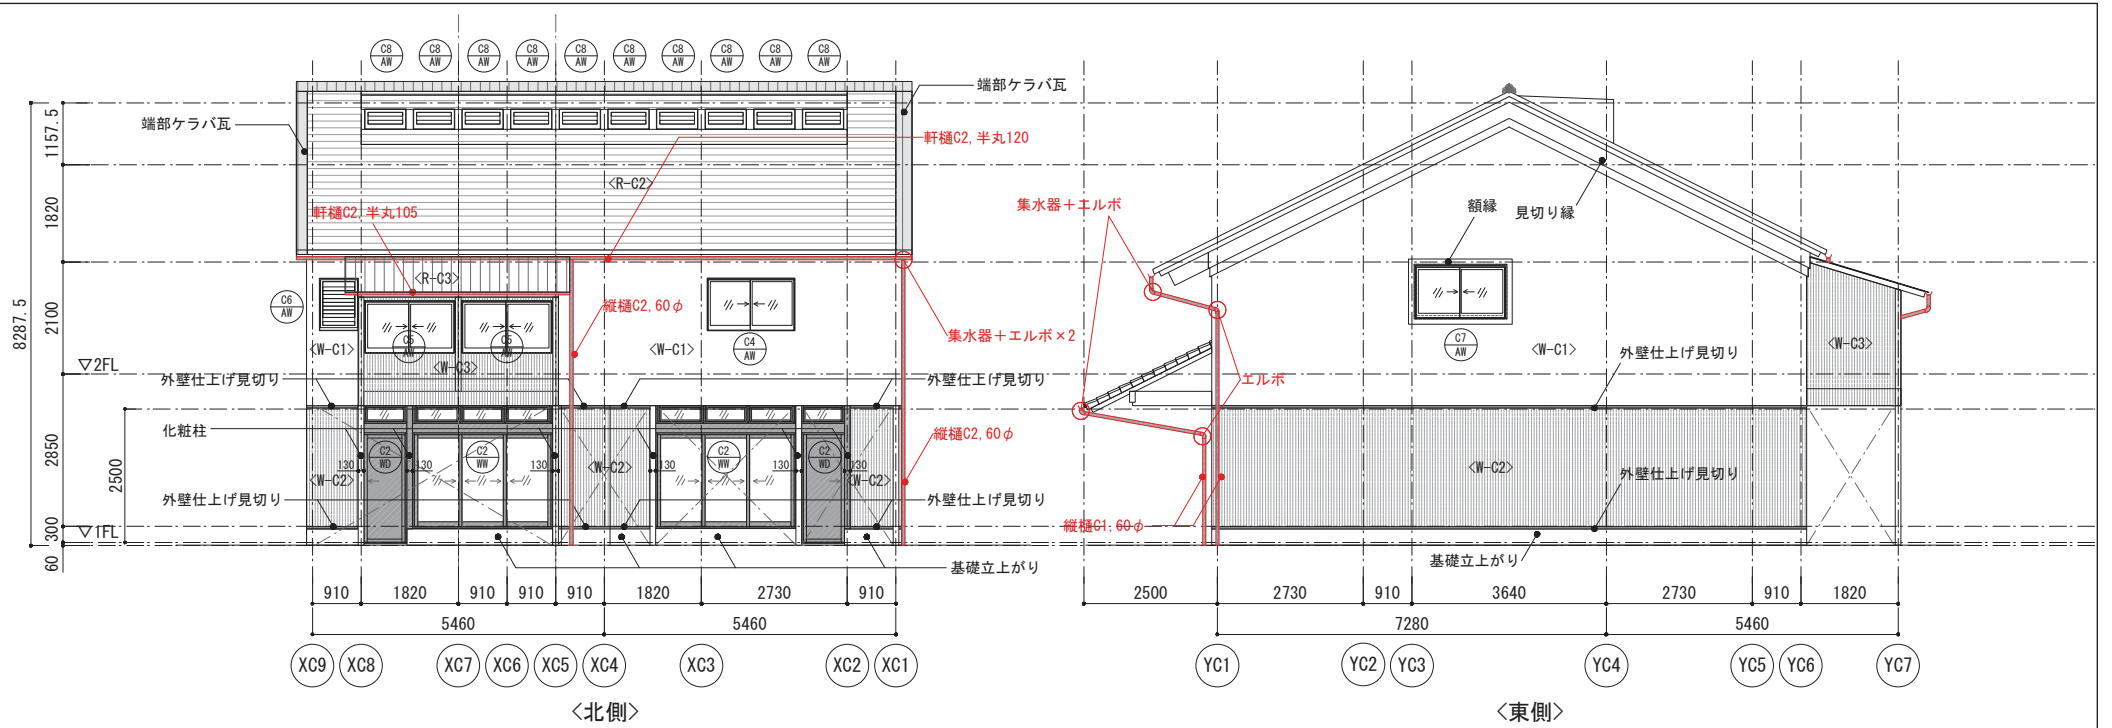 C8 AW
C8 AW
C8 AW
C8 AW
C8 AW
C8 AW
C8 AW
C8 AW
C8 AW
C8 AW
端部ケラバ瓦
端部ケラバ瓦
軒樋C2,半丸120
<R-C2>
軒樋C2,半丸105
<R-C3>
C6 AW
縦樋C2,60φ
集水器+エルボ×2
<W-C1>
C5 AW
C5 AW
<W-C3>
<W-C1>
C4 AW
▽2FL
外壁仕上げ見切り
外壁仕上げ見切り
化粧柱
縦樋C2,60φ
C2 WD
C2 WW
C2 WW
C2 WD
130
130
130
130
130
130
<W-C2>
<W-C2>
<W-C2>
外壁仕上げ見切り
外壁仕上げ見切り
▽1FL
基礎立上がり
8287.5
1157.5
1820
2100
2850
2500
300
60
910
1820
910
910
910
1820
2730
910
5460
5460
XC9
XC8
XC7
XC6
XC5
XC4
XC3
XC2
XC1
<北側>
集水器+エルボ
額縁
見切り縁
C7 AW
<W-C1>
<W-C3>
外壁仕上げ見切り
エルボ
<W-C2>
外壁仕上げ見切り
縦樋C1,60φ
基礎立上がり
2500
2730
910
3640
2730
910
1820
7280
5460
YC1
YC2
YC3
YC4
YC5
YC6
YC7
<東側>